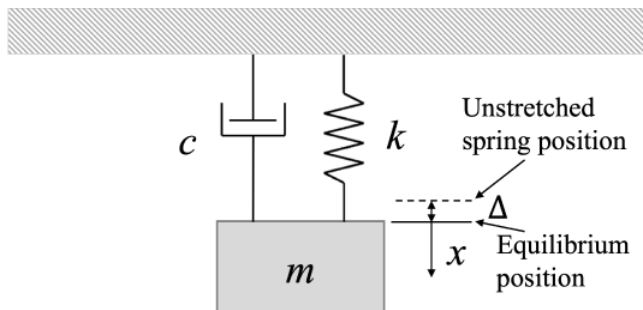 Unstretched
spring position
c
k
Δ
x
Equilibrium
position
m